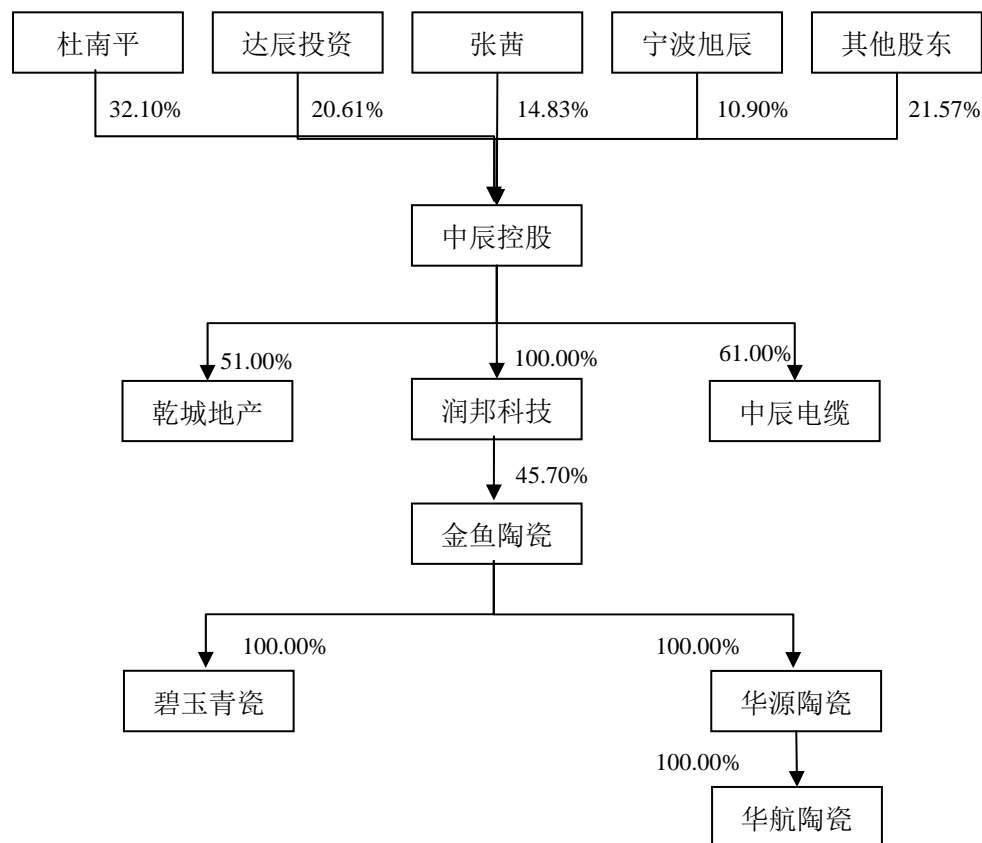 杜南平 达辰投资 张茜 宁波旭辰 其他股东
32.10% 20.61% 14.83% 10.90% 21.57%
中辰控股
51.00% 100.00% 61.00%
乾城地产 润邦科技 中辰电缆
45.70%
金鱼陶瓷
100.00% 100.00%
碧玉青瓷 华源陶瓷
100.00%
华航陶瓷